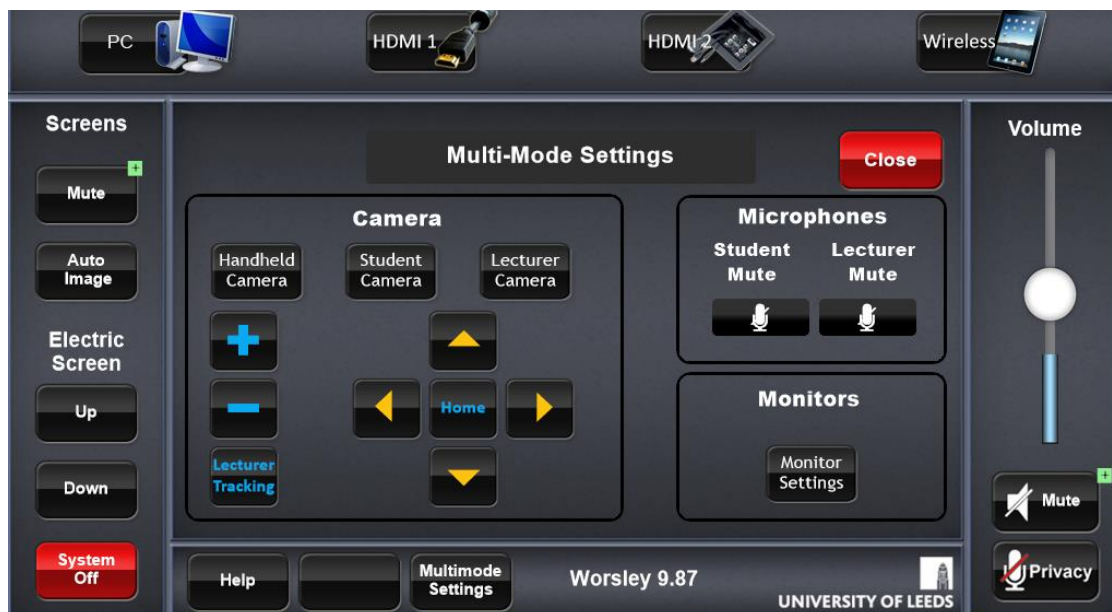 PC
HDMI 1
HDMI 2
Wireless
Screens
Mute
Auto
Image
Electric
Screen
Up
Down
System
Off
Multi-Mode Settings
Close
Camera
Handheld
Camera
Student
Camera
Lecturer
Camera
Home
Lecturer
Tracking
Microphones
Student
Mute
Lecturer
Mute
Monitors
Monitor
Settings
Volume
Mute
Privacy
Help
Multimode
Settings
Worsley 9.87
UNIVERSITY OF LEEDS